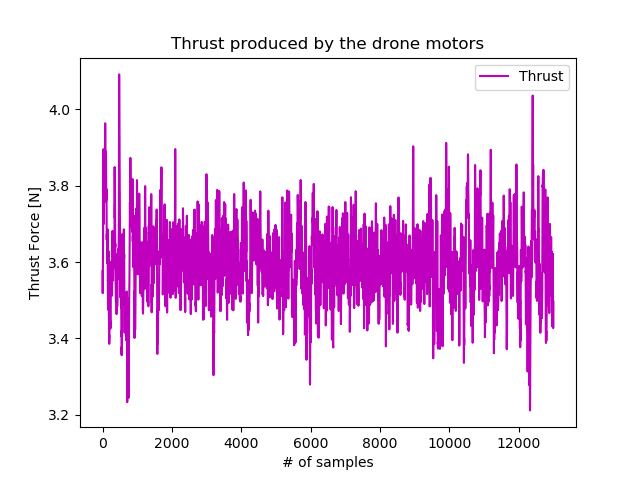 Thrust produced by the drone motors
Thrust
Thrust Force [N]
4.0
3.8
3.6
3.4
3.2
0 2000 4000 6000 8000 10000 12000
# of samples